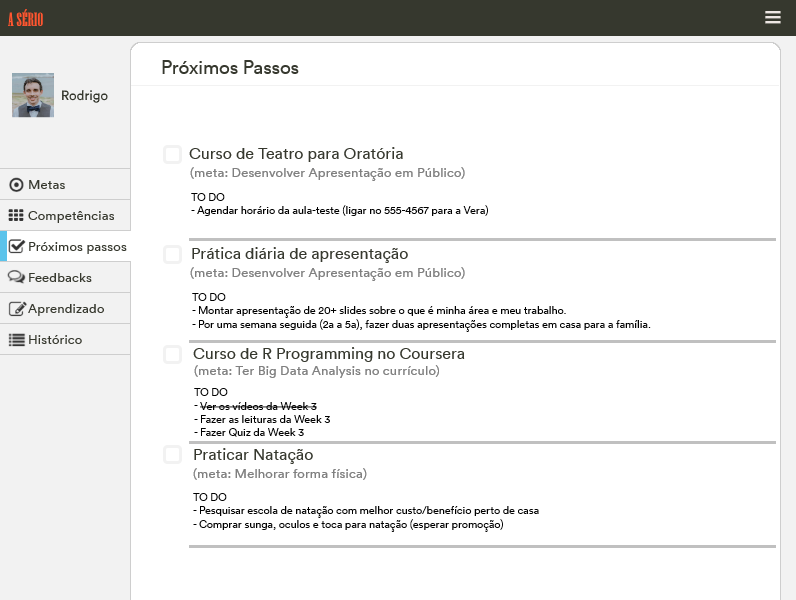 A SÉRIO
Rodrigo
Metas
Competências
Próximos passos
Feedbacks
Aprendizado
Histórico
Próximos Passos
Curso de Teatro para Oratória
(meta: Desenvolver Apresentação em Público)
TO DO
- Agendar horário da aula-teste (ligar no 555-4567 para a Vera)
Prática diária de apresentação
(meta: Desenvolver Apresentação em Público)
TO DO
- Montar apresentação de 20+ slides sobre o que é minha área e meu trabalho.
- Por uma semana seguida (2a a 5a), fazer duas apresentações completas em casa para a família.
Curso de R Programming no Coursera
(meta: Ter Big Data Analysis no currículo)
TO DO
- Ver os vídeos da Week 3
- Fazer as leituras da Week 3
- Fazer Quiz da Week 3
Praticar Natação
(meta: Melhorar forma física)
TO DO
- Pesquisar escola de natação com melhor custo/benefício perto de casa
- Comprar sunga, oculos e toca para natação (esperar promoção)